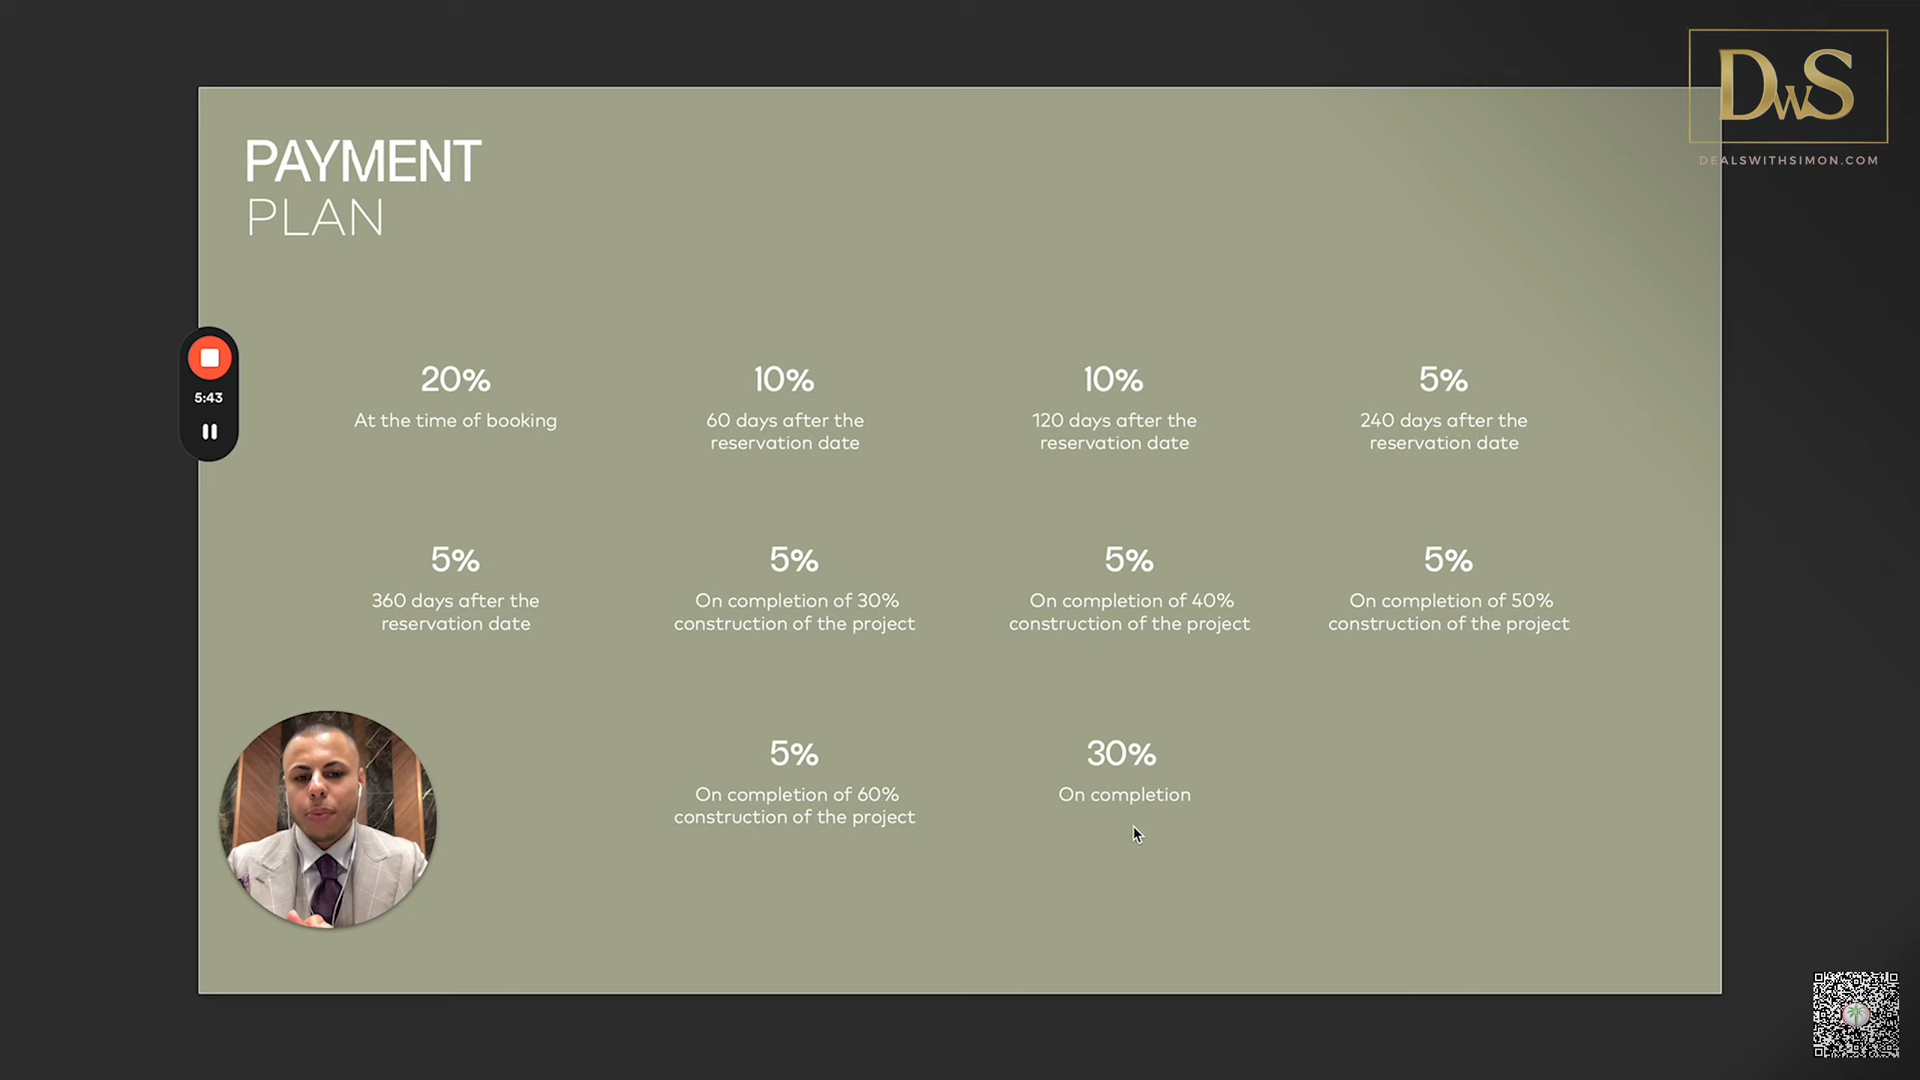 DwS
DEALSWITHSIMON.COM
PAYMENT
PLAN
5:43
20%
At the time of booking
10%
60 days after the
reservation date
10%
120 days after the
reservation date
5%
240 days after the
reservation date
5%
360 days after the
reservation date
5%
On completion of 30%
construction of the project
5%
On completion of 40%
construction of the project
5%
On completion of 50%
construction of the project
5%
On completion of 60%
construction of the project
30%
On completion